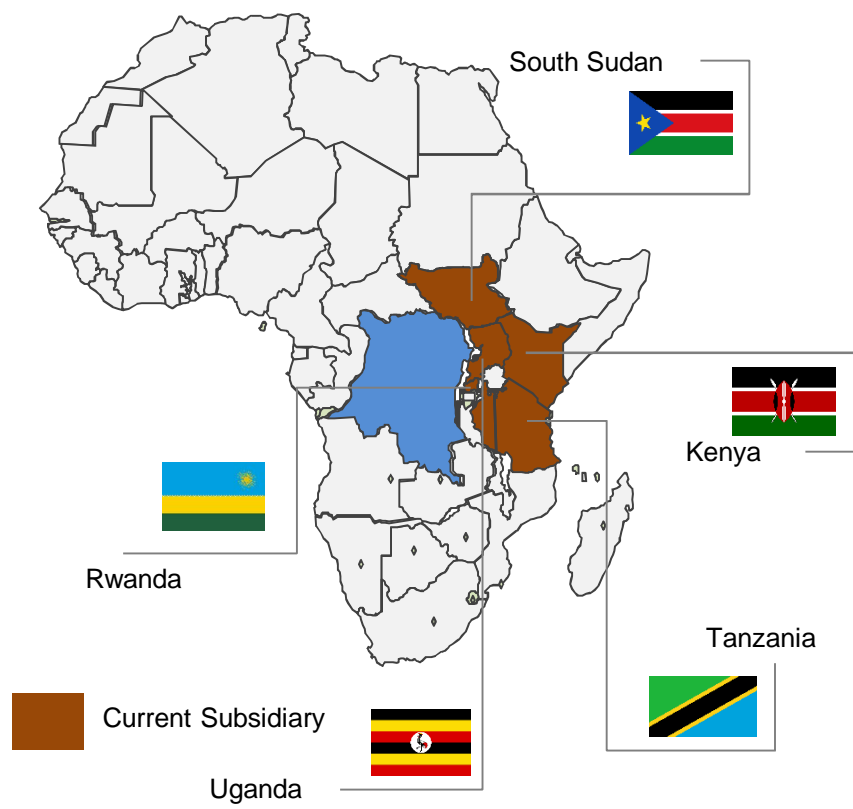 South Sudan
Kenya
Rwanda
Tanzania
Current Subsidiary
Uganda